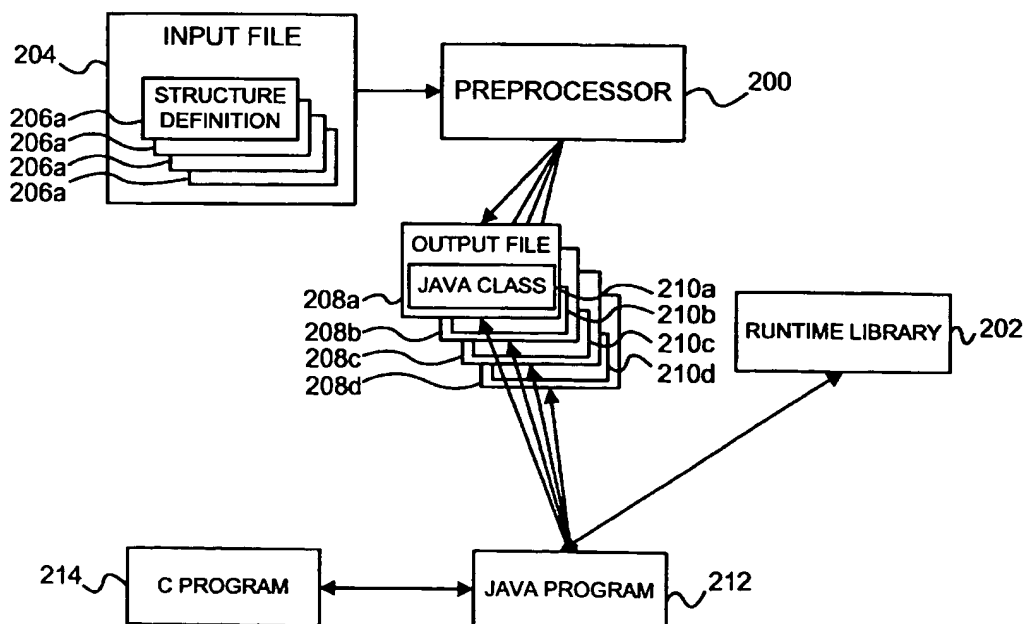 INPUT FILE
204
STRUCTURE
DEFINITION
206a
206a
206a
206a
PREPROCESSOR
200
OUTPUT FILE
JAVA CLASS
208a
208b
208c
208d
210a
210b
210c
210d
RUNTIME LIBRARY
202
214
C PROGRAM
JAVA PROGRAM
212